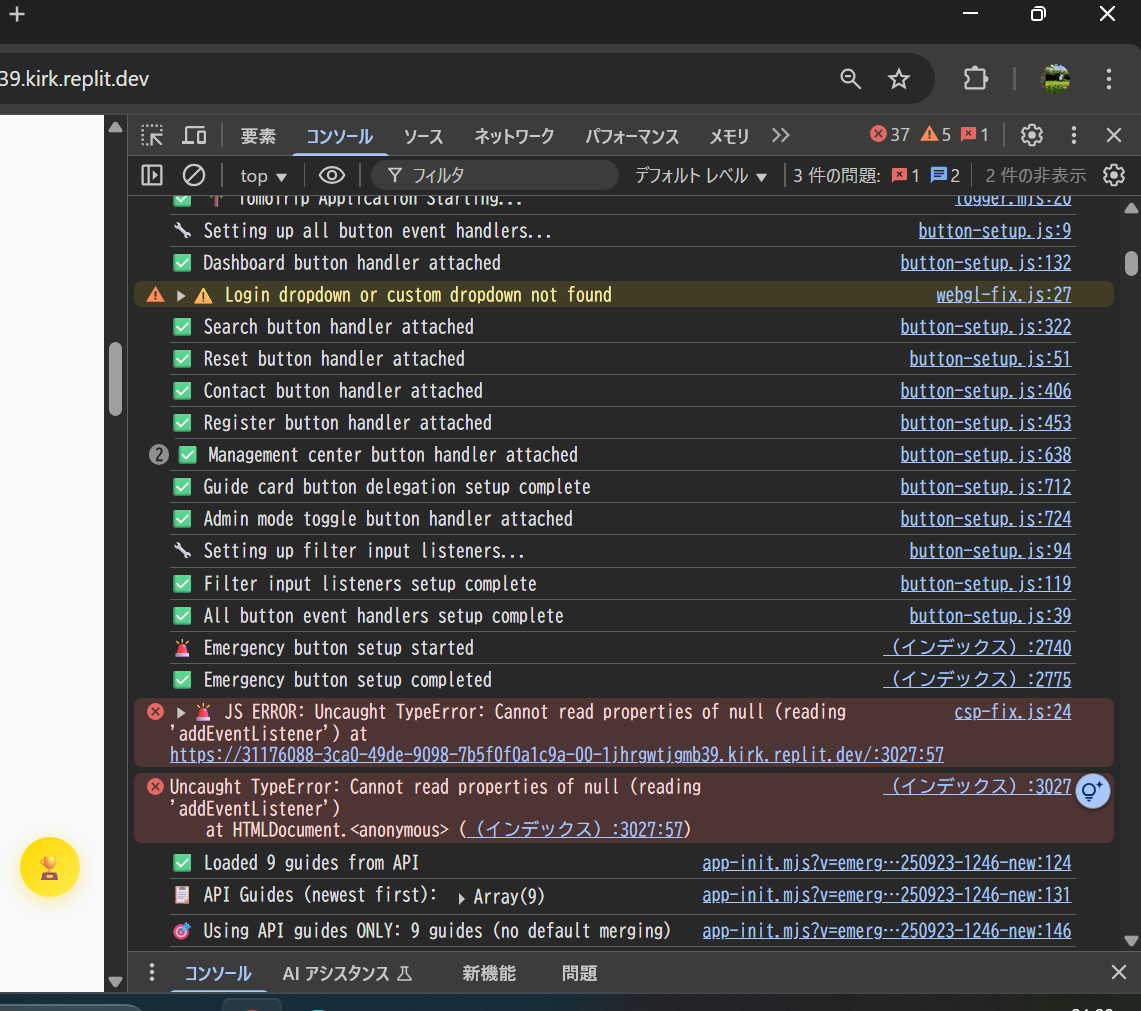 39.kirk.replit.dev
要素 コンソール ソース ネットワーク パフォーマンス メモリ 37 5 1
top フィルタ デフォルト レベル 3 件の問題: 1 2 2 件の非表示
TomoTrip Application Starting... logger.mjs:20
Setting up all button event handlers... button-setup.js:9
Dashboard button handler attached button-setup.js:132
Login dropdown or custom dropdown not found webgl-fix.js:27
Search button handler attached button-setup.js:322
Reset button handler attached button-setup.js:51
Contact button handler attached button-setup.js:406
Register button handler attached button-setup.js:453
2 Management center button handler attached button-setup.js:638
Guide card button delegation setup complete button-setup.js:712
Admin mode toggle button handler attached button-setup.js:724
Setting up filter input listeners... button-setup.js:94
Filter input listeners setup complete button-setup.js:119
All button event handlers setup complete button-setup.js:39
Emergency button setup started （インデックス）:2740
Emergency button setup completed （インデックス）:2775
JS ERROR: Uncaught TypeError: Cannot read properties of null (reading csp-fix.js:24
'addEventListener') at
https://31176088-3ca0-49de-9098-7b5f0f0a1c9a-00-1jhrgwtjgmb39.kirk.replit.dev/:3027:57
Uncaught TypeError: Cannot read properties of null (reading （インデックス）:3027
'addEventListener')
at HTMLDocument.<anonymous> (（インデックス）:3027:57)
Loaded 9 guides from API app-init.mjs?v=emerg…250923-1246-new:124
API Guides (newest first): Array(9) app-init.mjs?v=emerg…250923-1246-new:131
Using API guides ONLY: 9 guides (no default merging) app-init.mjs?v=emerg…250923-1246-new:146
コンソール AI アシスタンス 新機能 問題